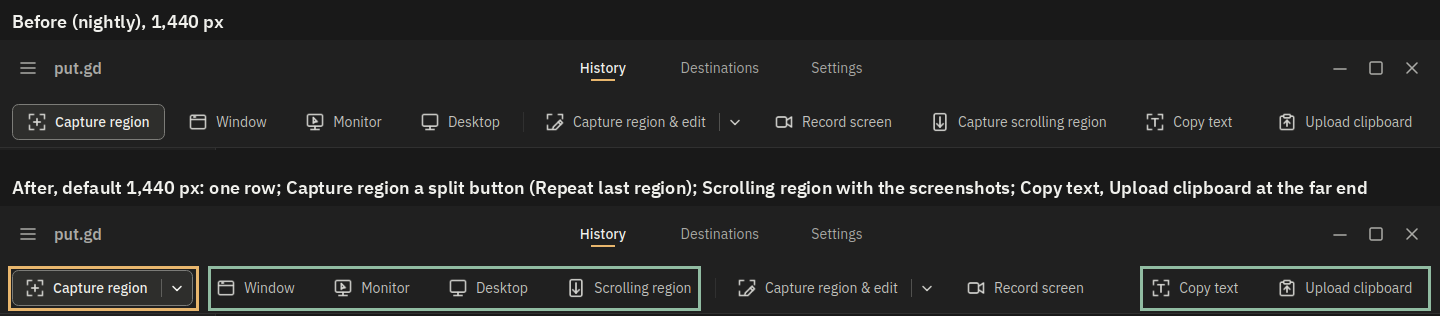 Before (nightly), 1,440 px
put.gd History Destinations Settings
Capture region Window Monitor Desktop Capture region & edit Record screen Capture scrolling region Copy text Upload clipboard
After, default 1,440 px: one row; Capture region a split button (Repeat last region); Scrolling region with the screenshots; Copy text, Upload clipboard at the far end
put.gd History Destinations Settings
Capture region Window Monitor Desktop Scrolling region Capture region & edit Record screen Copy text Upload clipboard